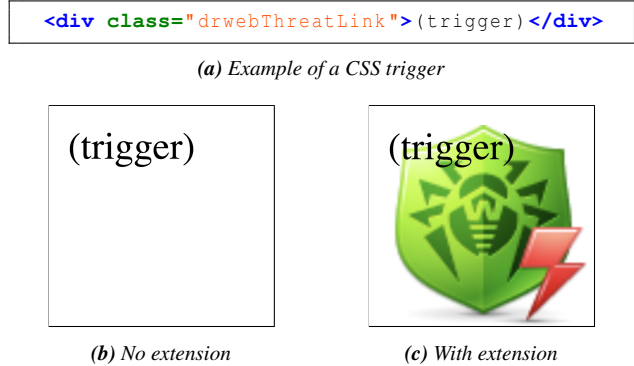 <div class="drwebThreatLink">(trigger)</div>
(a) Example of a CSS trigger
(trigger)
(trigger)
W
(b) No extension
(c) With extension